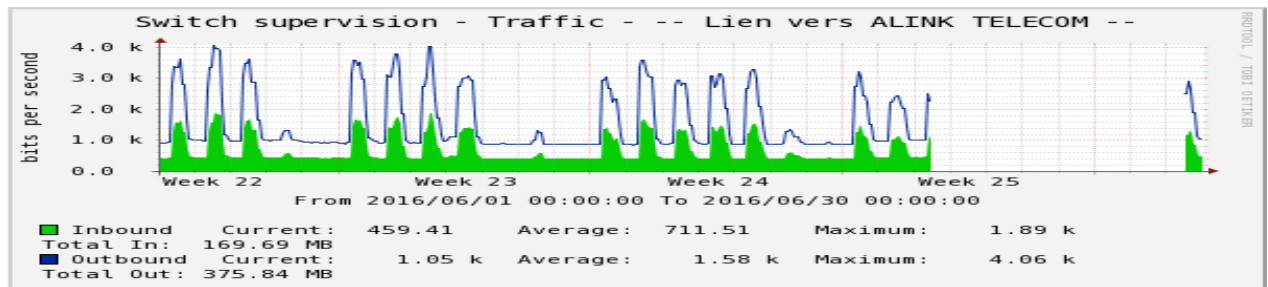 Switch supervision - Traffic - -- Lien vers ALINK TELECOM --
RRDTOOL / TOBI OETIKER
bits per second
4.0 k
3.0 k
2.0 k
1.0 k
0.0
Week 22 Week 23 Week 24 Week 25
From 2016/06/01 00:00:00 To 2016/06/30 00:00:00
Inbound Current: 459.41 Average: 711.51 Maximum: 1.89 k
Total In: 169.69 MB
Outbound Current: 1.05 k Average: 1.58 k Maximum: 4.06 k
Total Out: 375.84 MB